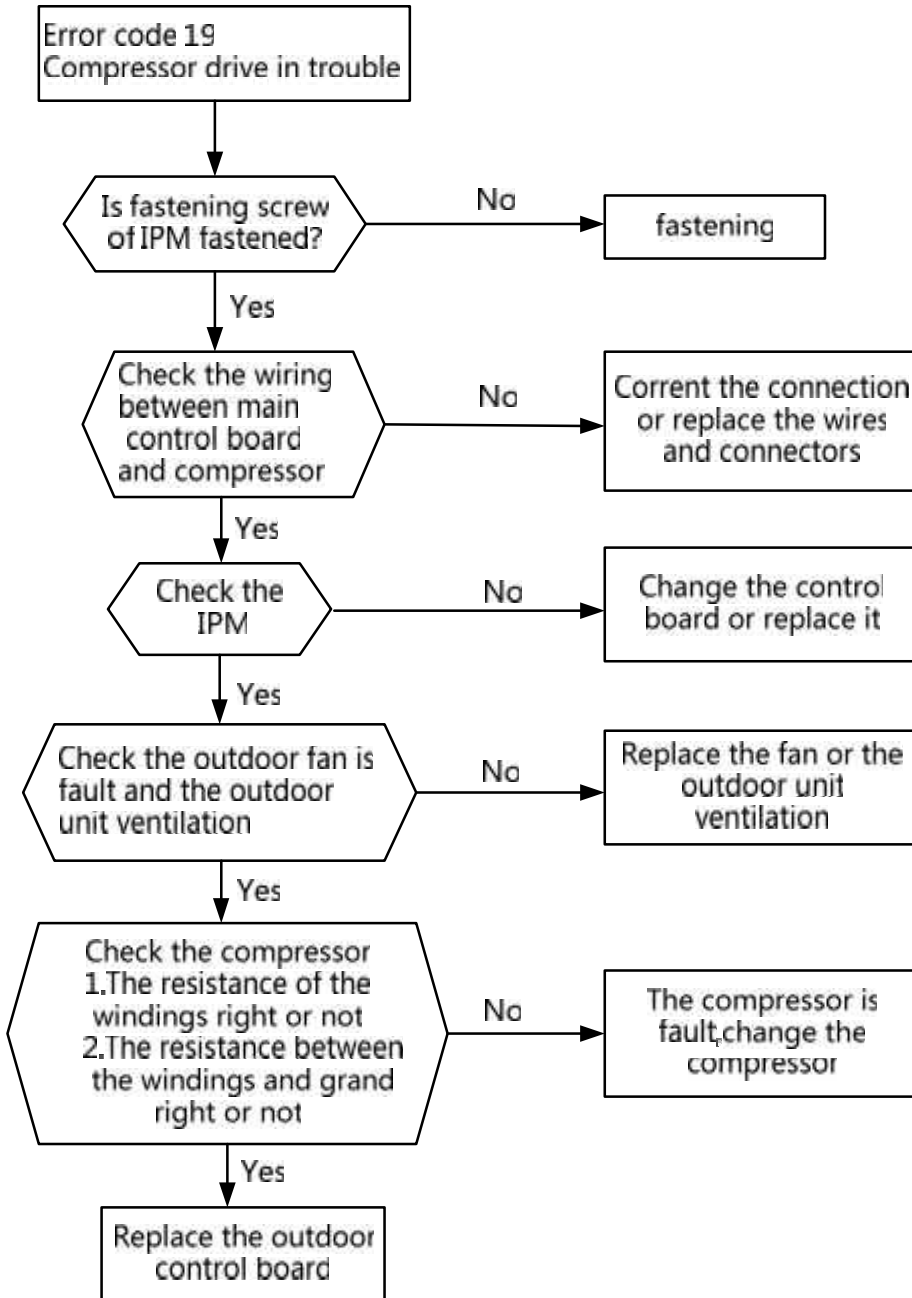 Error code 19
Compressor drive in trouble
Is fastening screw
of IPM fastened?
No
fastening
Yes
Check the wiring
between main
control board
and compressor
No
Corrent the connection
or replace the wires
and connectors
Yes
Check the
IPM
No
Change the control
board or replace it
Yes
Check the outdoor fan is
fault and the outdoor
unit ventilation
No
Replace the fan or the
outdoor unit
ventilation
Yes
Check the compressor
1.The resistance of the
windings right or not
2.The resistance between
the windings and grand
right or not
No
The compressor is
fault,change the
compressor
Yes
Replace the outdoor
control board